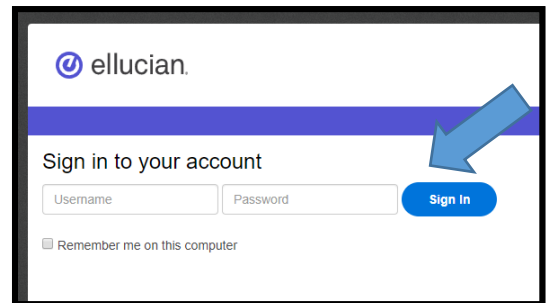 ellucian.
Sign in to your account
Username Password Sign In
Remember me on this computer